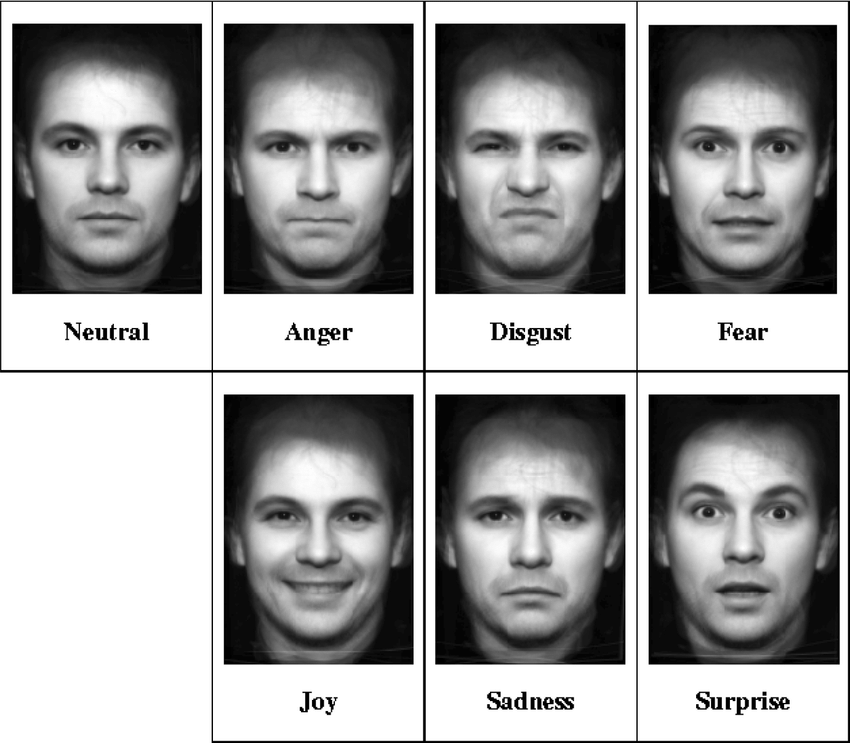 Neutral
Anger
Disgust
Fear
Joy
Sadness
Surprise